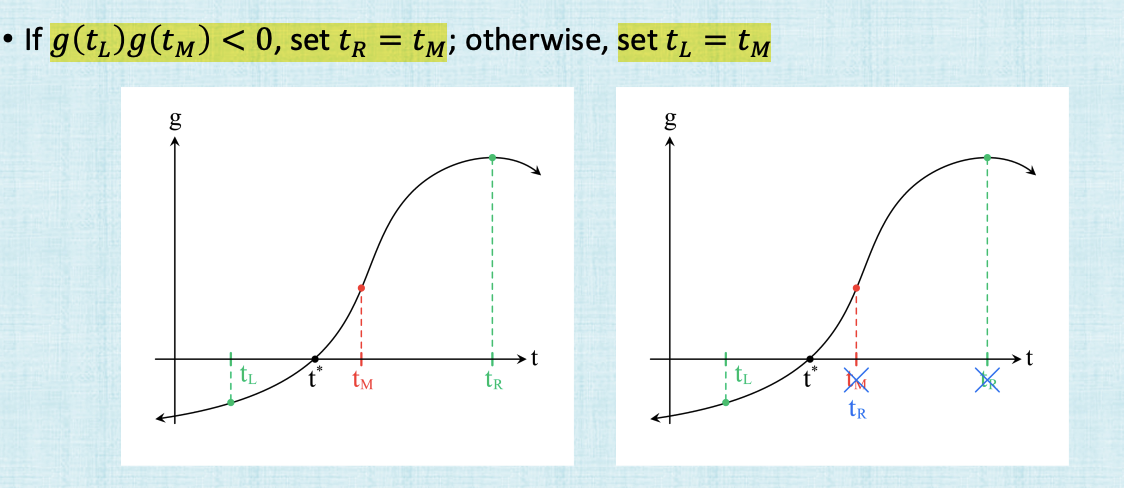 • If g(t_L)g(t_M) < 0, set t_R = t_M; otherwise, set t_L = t_M
g
t_L
t*
t_M
t_R
t
g
t_L
t*
t_M
t_R
t_R
t